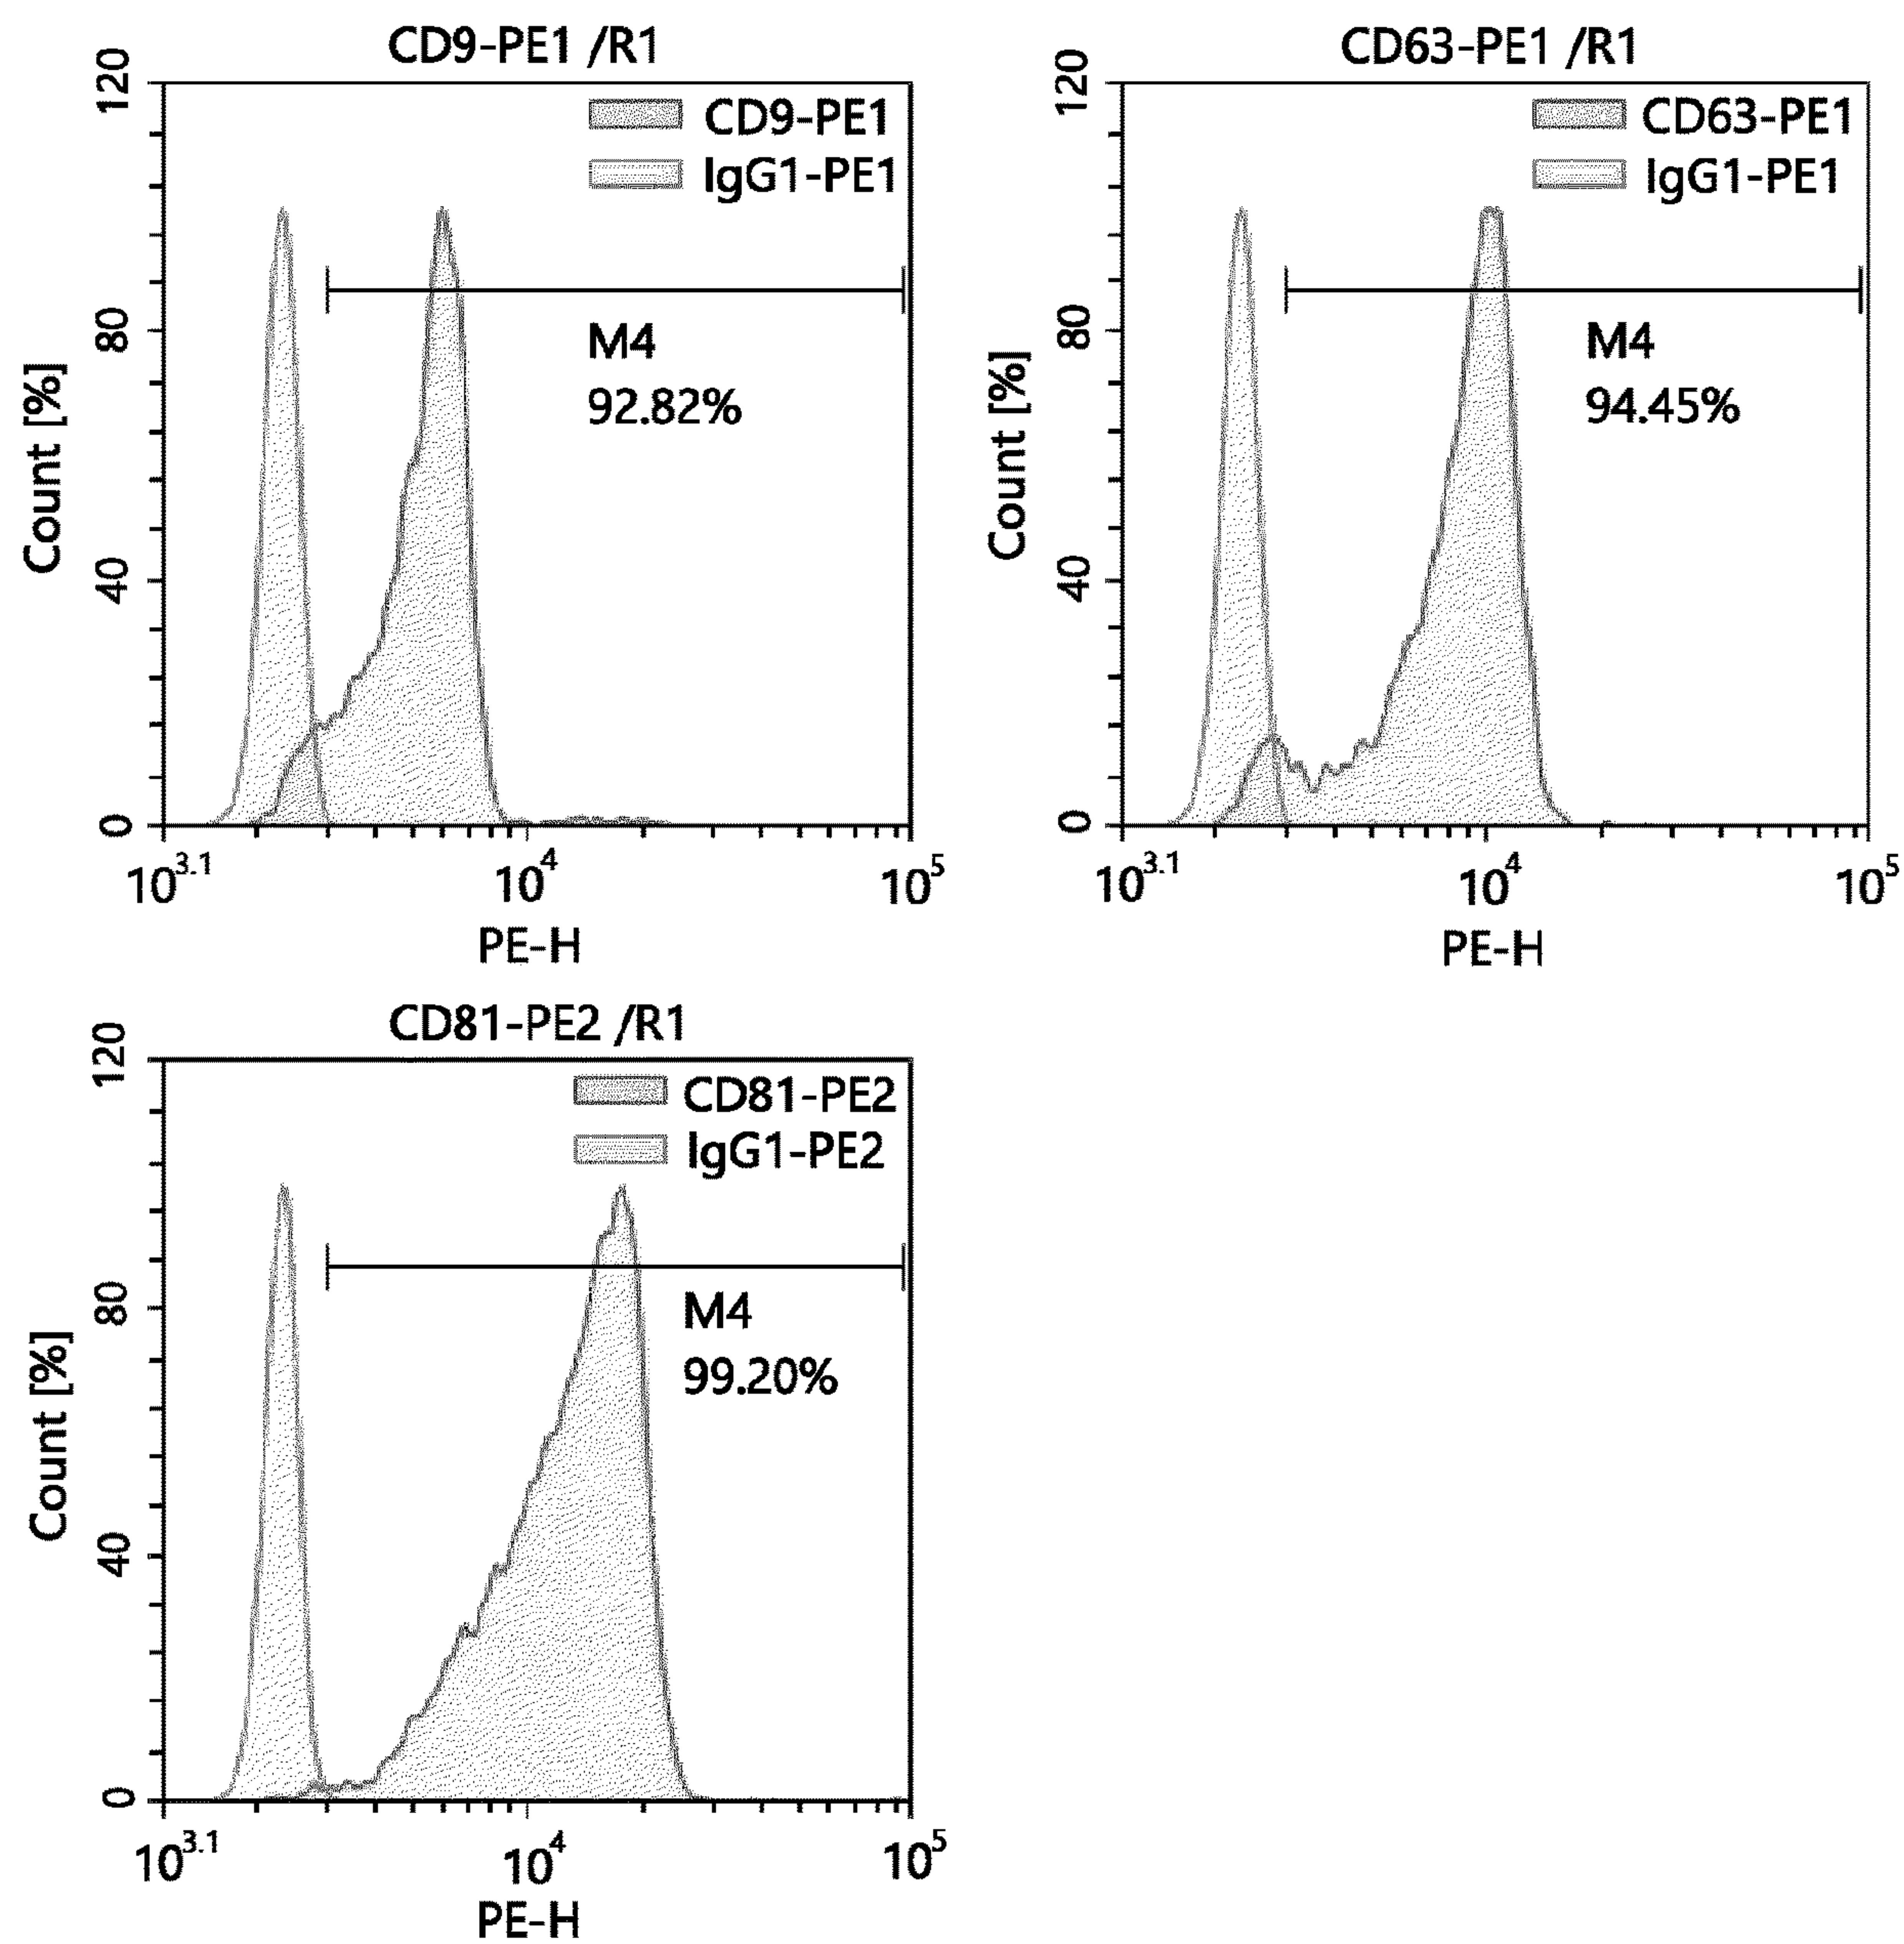 CD9-PE1 /R1
120
80
40
0
Count [%]
CD9-PE1
IgG1-PE1
M4
92.82%
10^3.1
10^4
10^5
PE-H
CD63-PE1 /R1
120
80
40
0
Count [%]
CD63-PE1
IgG1-PE1
M4
94.45%
10^3.1
10^4
10^5
PE-H
CD81-PE2 /R1
120
80
40
0
Count [%]
CD81-PE2
IgG1-PE2
M4
99.20%
10^3.1
10^4
10^5
PE-H